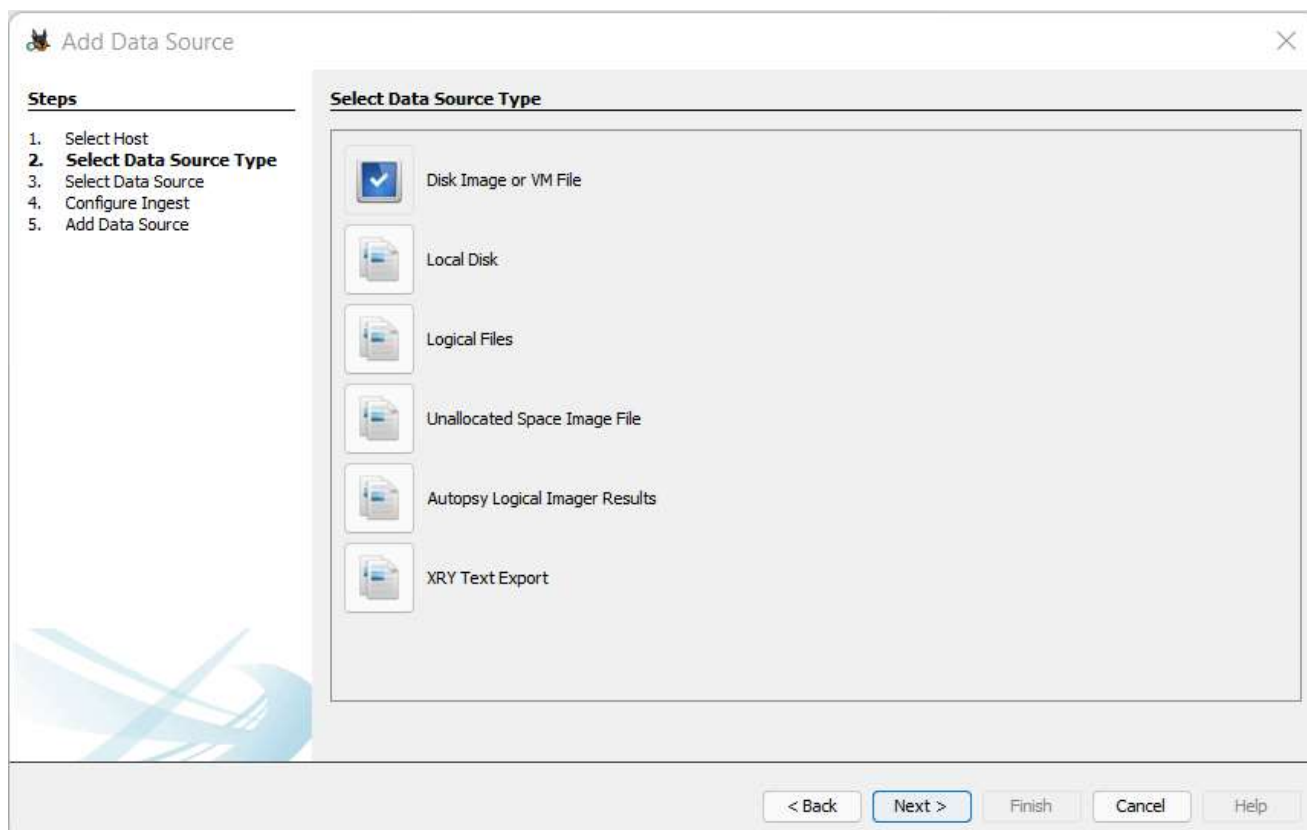 Add Data Source
Steps
1. Select Host
2. Select Data Source Type
3. Select Data Source
4. Configure Ingest
5. Add Data Source
Select Data Source Type
Disk Image or VM File
Local Disk
Logical Files
Unallocated Space Image File
Autopsy Logical Imager Results
XRY Text Export
< Back
Next >
Finish
Cancel
Help